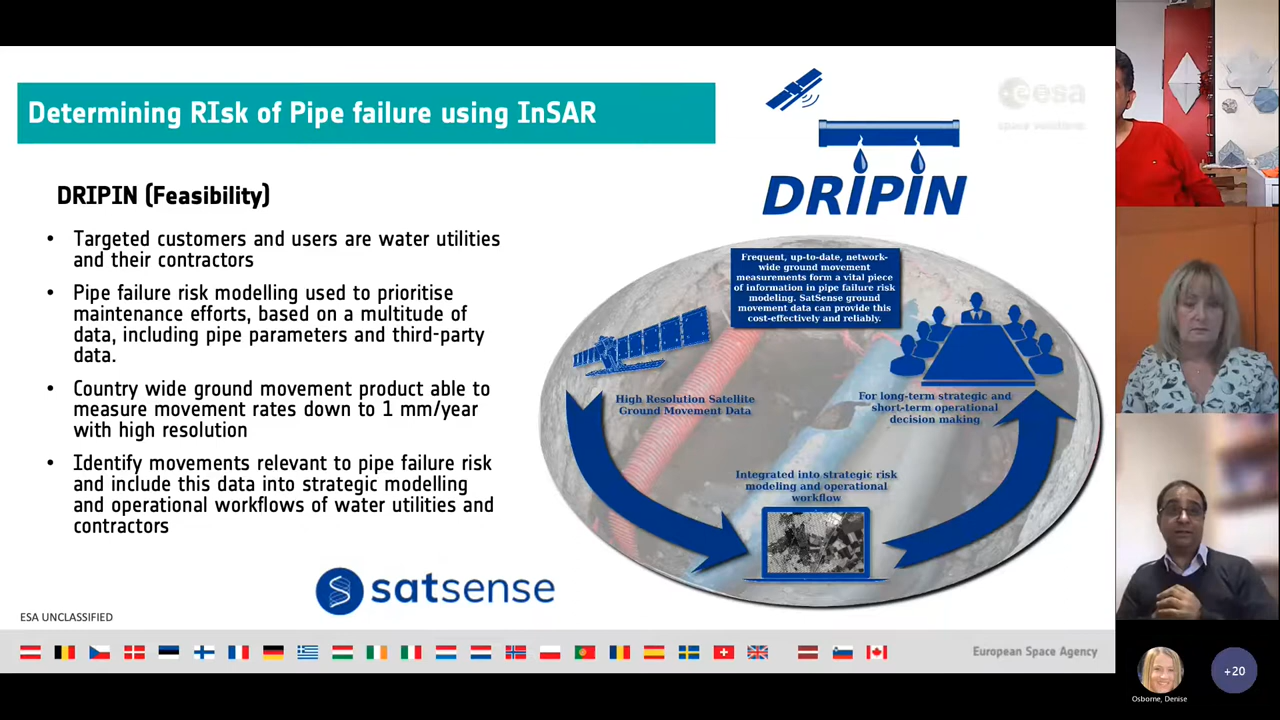 Determining RIsk of Pipe failure using InSAR
esa
space solutions
DRIPIN
DRIPIN (Feasibility)
• Targeted customers and users are water utilities
and their contractors
• Pipe failure risk modelling used to prioritise
maintenance efforts, based on a multitude of
data, including pipe parameters and third-party
data.
• Country wide ground movement product able to
measure movement rates down to 1 mm/year
with high resolution
• Identify movements relevant to pipe failure risk
and include this data into strategic modelling
and operational workflows of water utilities and
contractors
Frequent, up-to-date, network-
wide ground movement
measurements form a vital piece
of information in pipe failure risk
modeling. SatSense ground
movement data can provide this
cost-effectively and reliably.
High Resolution Satellite
Ground Movement Data
For long-term strategic and
short-term operational
decision making
Integrated into strategic risk
modeling and operational
workflow
satsense
ESA UNCLASSIFIED
European Space Agency
Osborne, Denise
+20